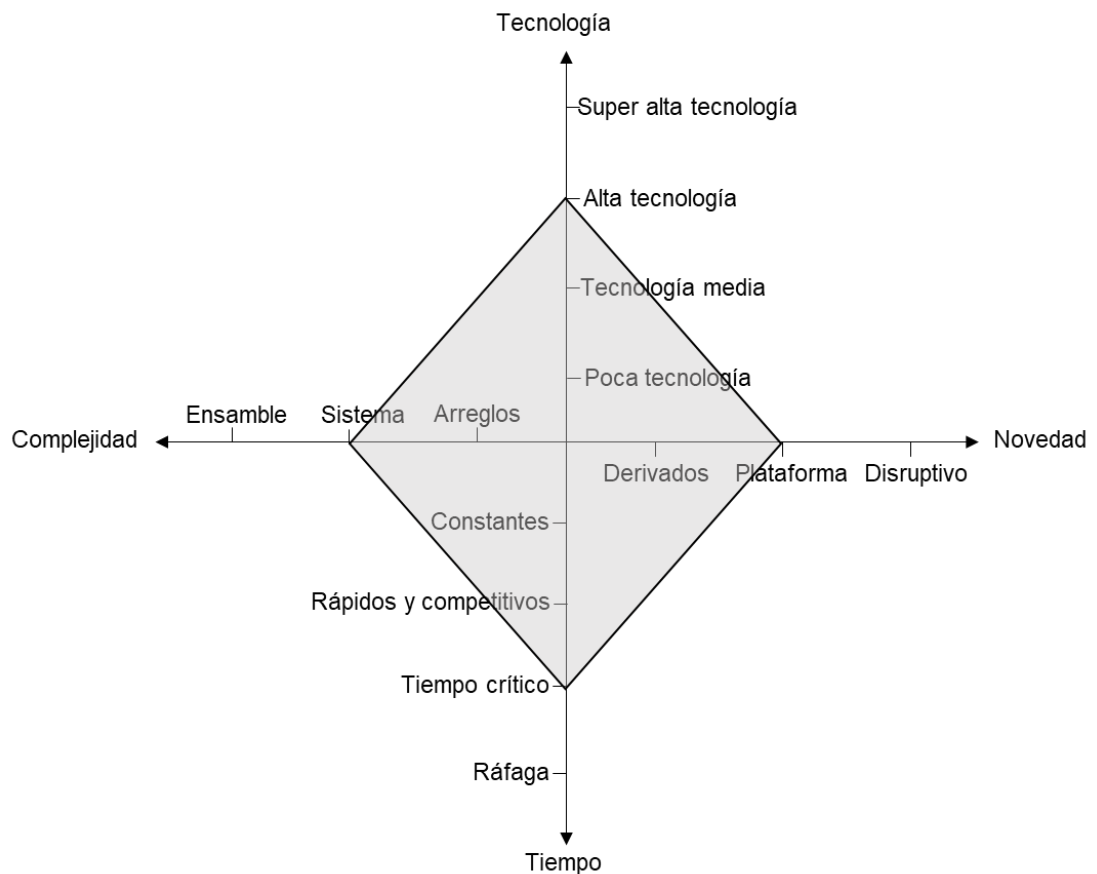 Tecnología
Super alta tecnología
Alta tecnología
Tecnología media
Poca tecnología
Ensamble
Sistema
Arreglos
Complejidad
Novedad
Derivados
Plataforma
Disruptivo
Constantes
Rápidos y competitivos
Tiempo crítico
Ráfaga
Tiempo